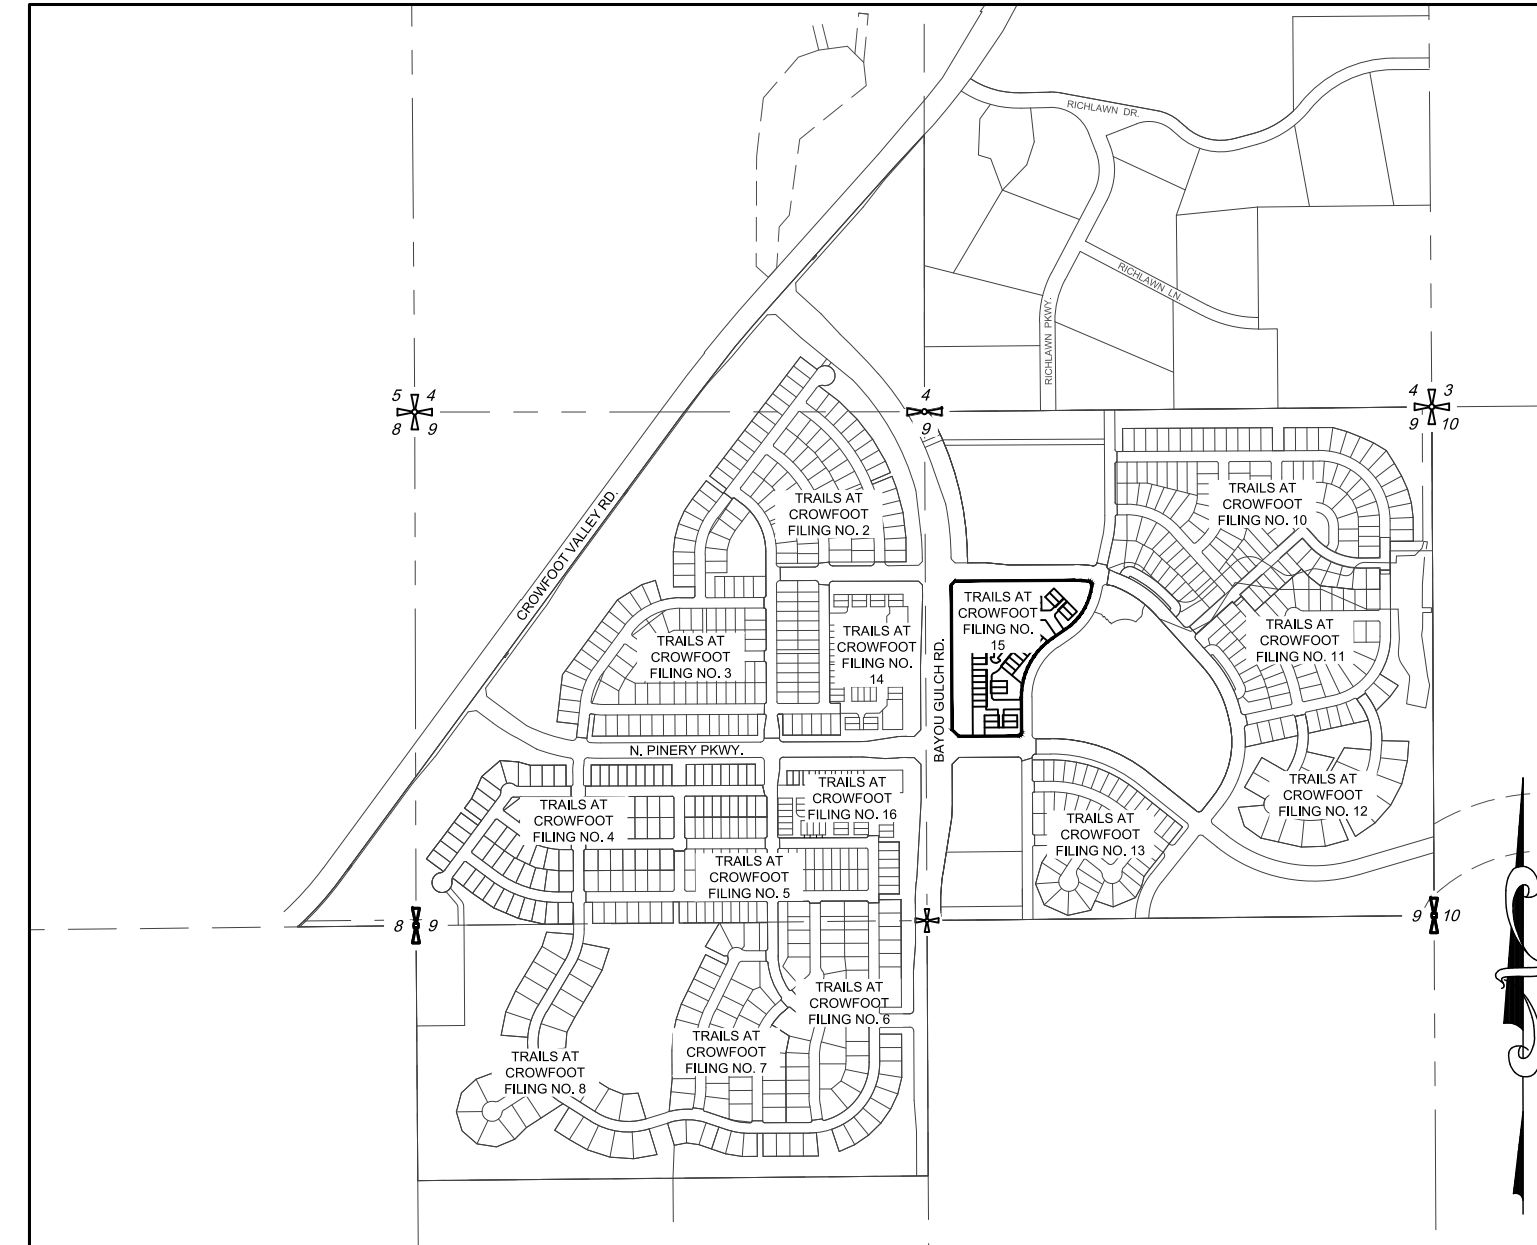 RICHLAWN DR.
RICHLAWN LN.
RICHLAWN PKWY.
5 4
8 9
4
9
4 3
9 10
CROWFOOT VALLEY RD.
TRAILS AT
CROWFOOT
FILING NO. 2
TRAILS AT
CROWFOOT
FILING NO. 10
TRAILS AT
CROWFOOT
FILING NO.
15
TRAILS AT
CROWFOOT
FILING NO. 3
TRAILS AT
CROWFOOT
FILING NO.
14
TRAILS AT
CROWFOOT
FILING NO. 11
BAYOU GULCH RD.
N. PINERY PKWY.
TRAILS AT
CROWFOOT
FILING NO. 4
TRAILS AT
CROWFOOT
FILING NO. 16
TRAILS AT
CROWFOOT
FILING NO. 12
TRAILS AT
CROWFOOT
FILING NO. 13
TRAILS AT
CROWFOOT
FILING NO. 5
8 9
9 10
TRAILS AT
CROWFOOT
FILING NO. 6
TRAILS AT
CROWFOOT
FILING NO. 7
TRAILS AT
CROWFOOT
FILING NO. 8